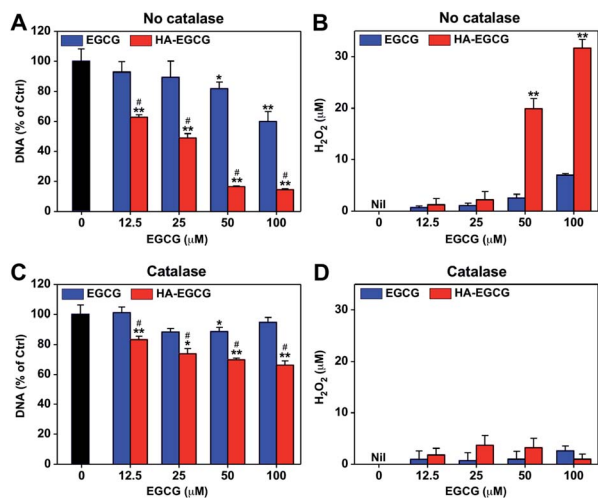 A
No catalase
EGCG HA-EGCG
DNA (% of Ctrl)
120
100
80
60
40
20
0
#
**
#
**
*
#
**
**
#
**
0 12.5 25 50 100
EGCG (μM)
B
No catalase
EGCG HA-EGCG
H2O2 (μM)
30
20
10
0
Nil
**
**
0 12.5 25 50 100
EGCG (μM)
C
Catalase
EGCG HA-EGCG
DNA (% of Ctrl)
120
100
80
60
40
20
0
#
**
#
*
*
#
**
#
**
0 12.5 25 50 100
EGCG (μM)
D
Catalase
EGCG HA-EGCG
H2O2 (μM)
30
20
10
0
Nil
0 12.5 25 50 100
EGCG (μM)